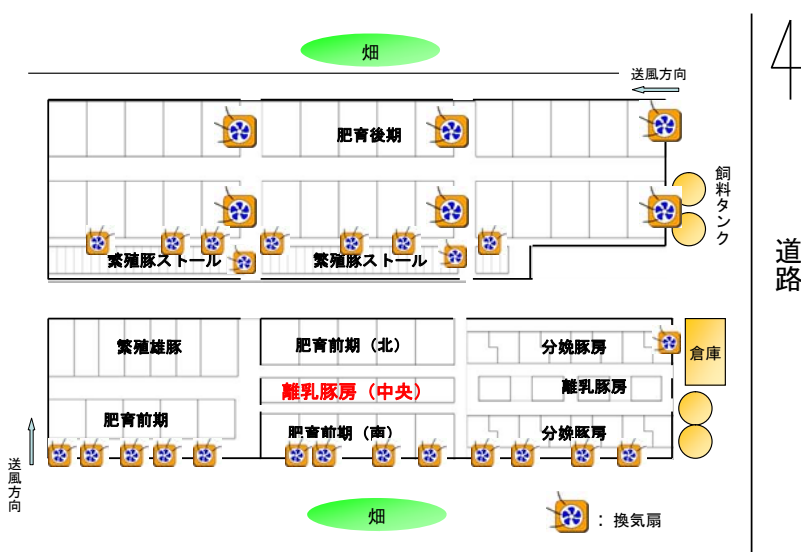 畑
送風方向
肥育後期
飼料タンク
道路
繁殖豚ストール
繁殖豚ストール
繁殖雄豚
肥育前期（北）
分娩豚房
倉庫
離乳豚房（中央）
離乳豚房
肥育前期
肥育前期（南）
分娩豚房
送風方向
畑
：換気扇